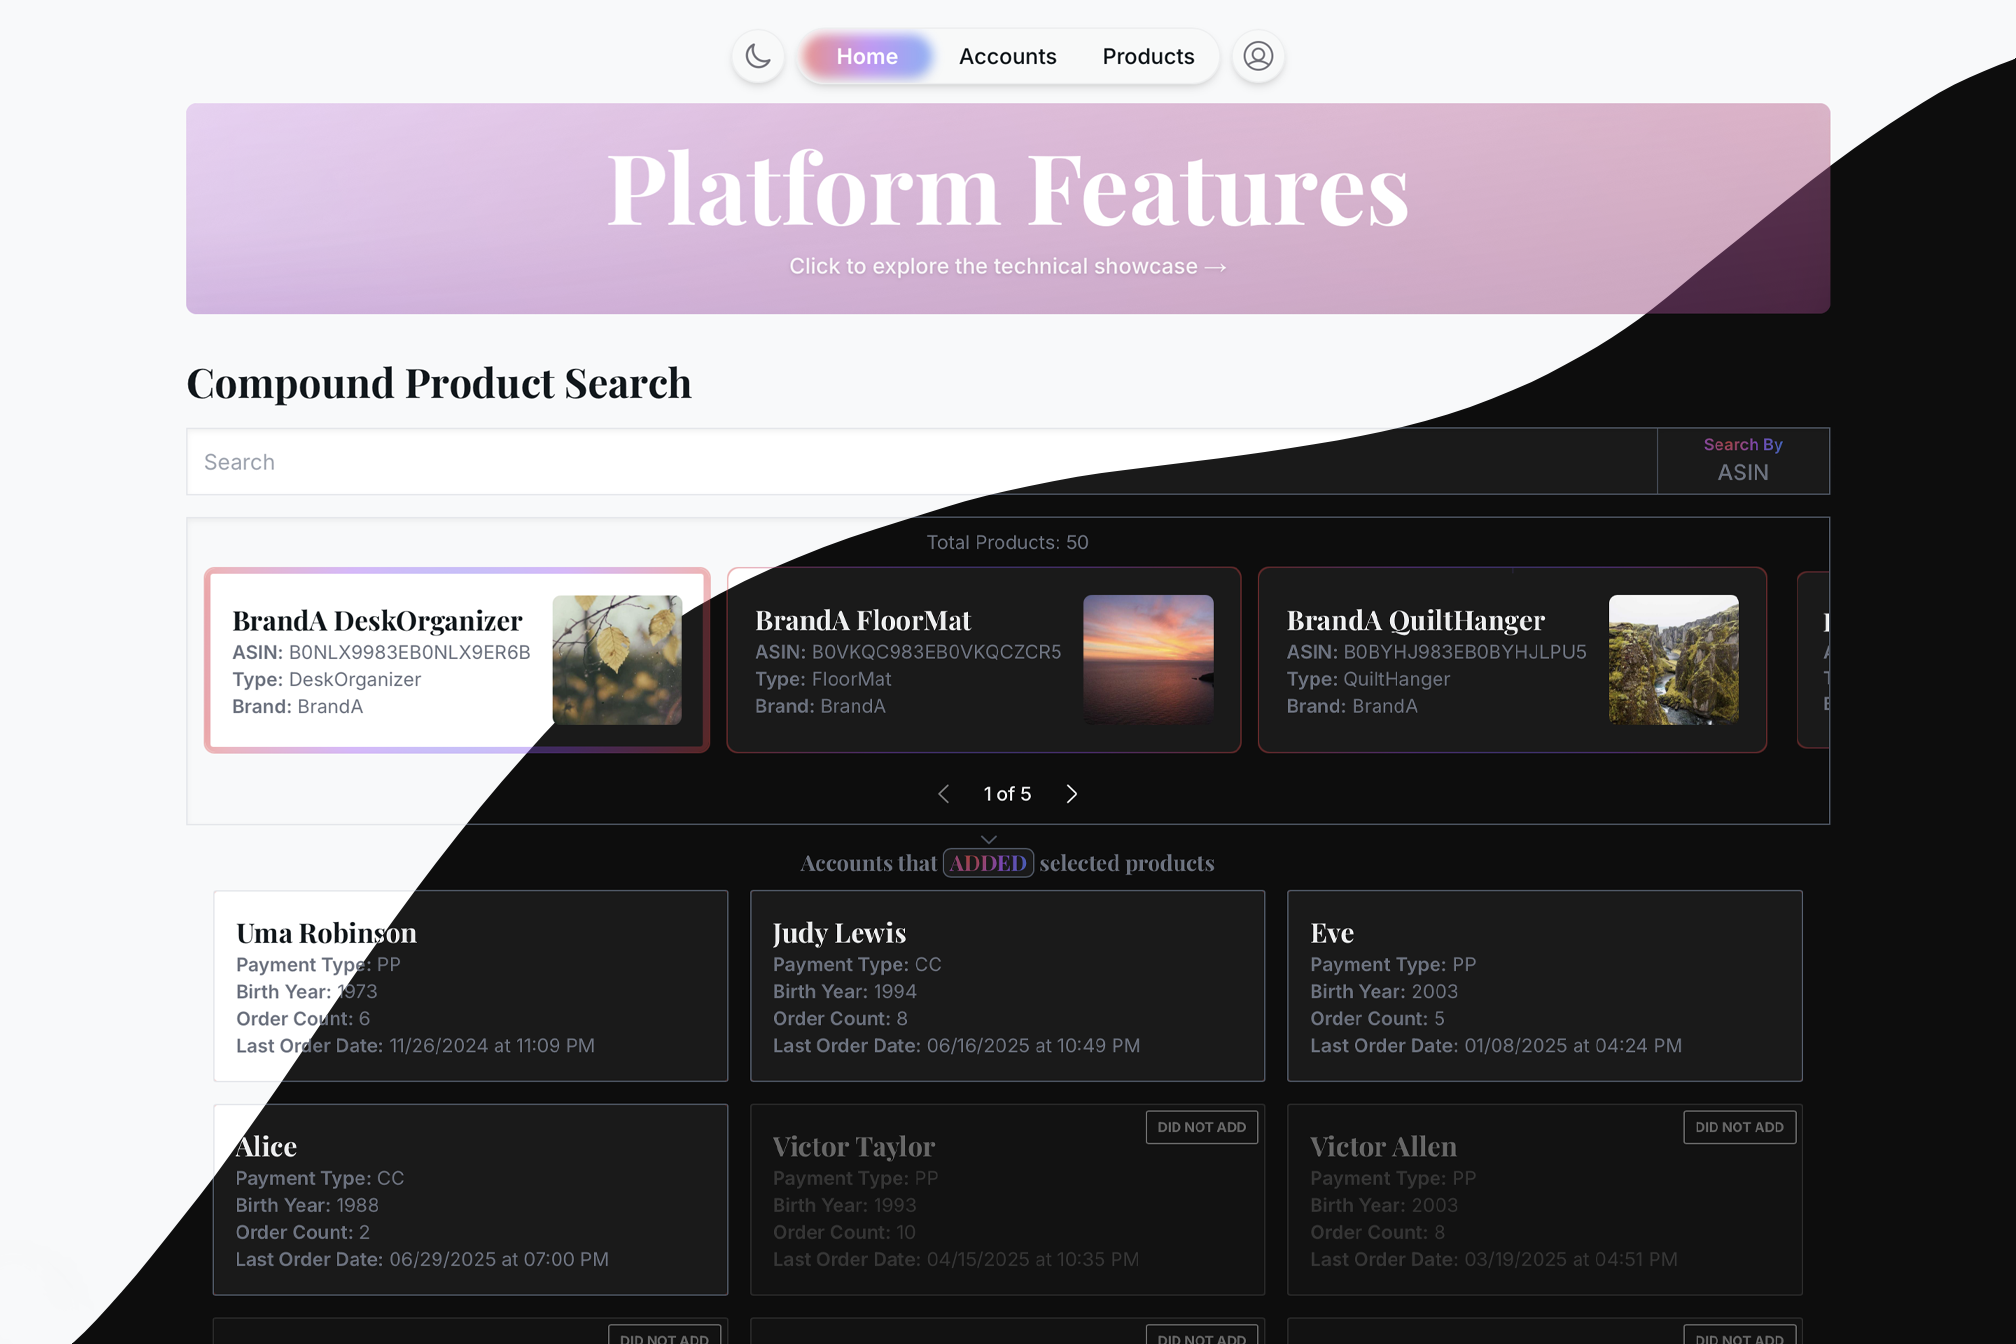 Home Accounts Products
Platform Features
Click to explore the technical showcase →
Compound Product Search
Search
Search By
ASIN
Total Products: 50
BrandA DeskOrganizer
ASIN: B0NLX9983EB0NLX9ER6B
Type: DeskOrganizer
Brand: BrandA
BrandA FloorMat
ASIN: B0VKQC983EB0VKQCZCR5
Type: FloorMat
Brand: BrandA
BrandA QuiltHanger
ASIN: B0BYHJ983EB0BYHJLPU5
Type: QuiltHanger
Brand: BrandA
1 of 5
Accounts that ADDED selected products
Uma Robinson
Payment Type: PP
Birth Year: 1973
Order Count: 6
Last Order Date: 11/26/2024 at 11:09 PM
Judy Lewis
Payment Type: CC
Birth Year: 1994
Order Count: 8
Last Order Date: 06/16/2025 at 10:49 PM
Eve
Payment Type: PP
Birth Year: 2003
Order Count: 5
Last Order Date: 01/08/2025 at 04:24 PM
Alice
Payment Type: CC
Birth Year: 1988
Order Count: 2
Last Order Date: 06/29/2025 at 07:00 PM
DID NOT ADD
Victor Taylor
Payment Type: PP
Birth Year: 1993
Order Count: 10
Last Order Date: 04/15/2025 at 10:35 PM
DID NOT ADD
Victor Allen
Payment Type: PP
Birth Year: 2003
Order Count: 8
Last Order Date: 03/19/2025 at 04:51 PM
DID NOT ADD
DID NOT ADD
DID NOT ADD